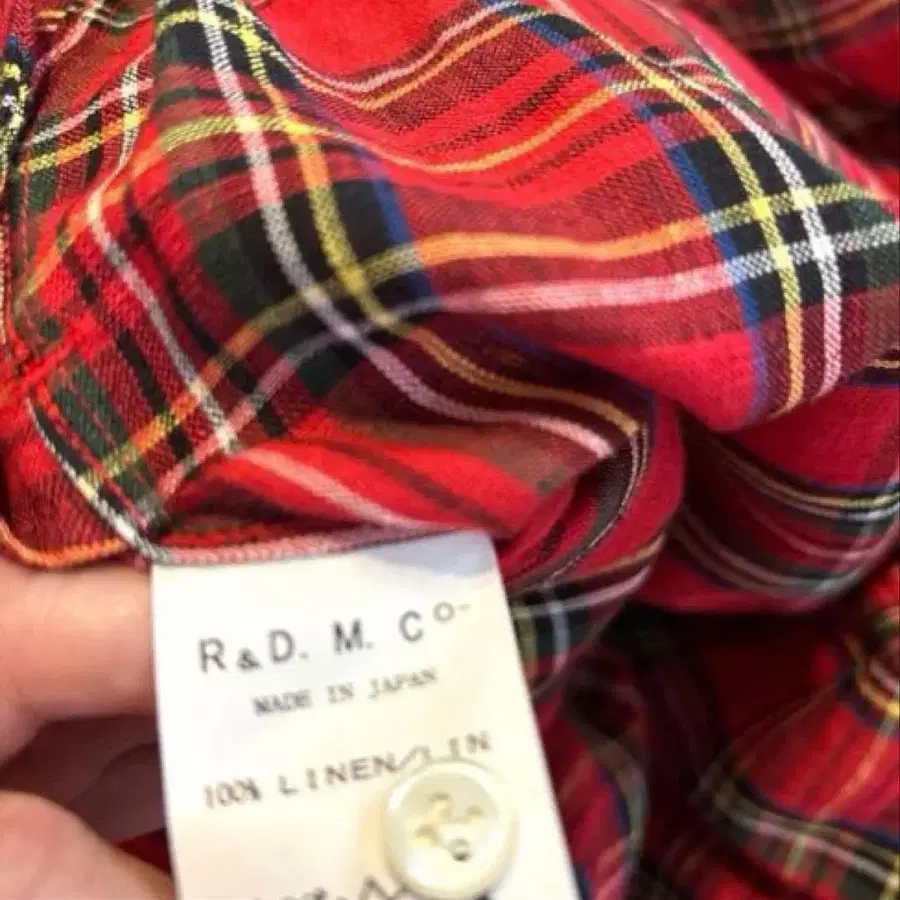 R&D. M. Co-
MADE IN JAPAN
100% LINEN/LIN